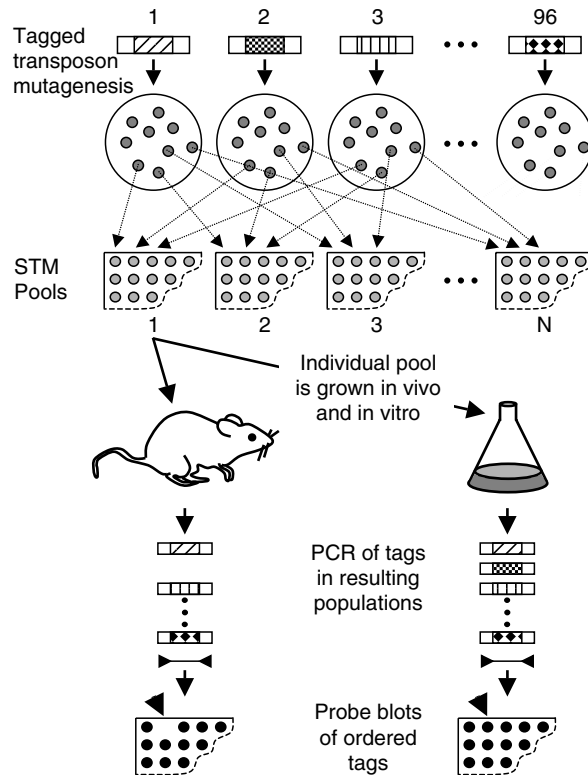 1 2 3 96
Tagged
transposon
mutagenesis
STM
Pools
1 2 3 N
Individual pool
is grown in vivo
and in vitro
PCR of tags
in resulting
populations
Probe blots
of ordered
tags